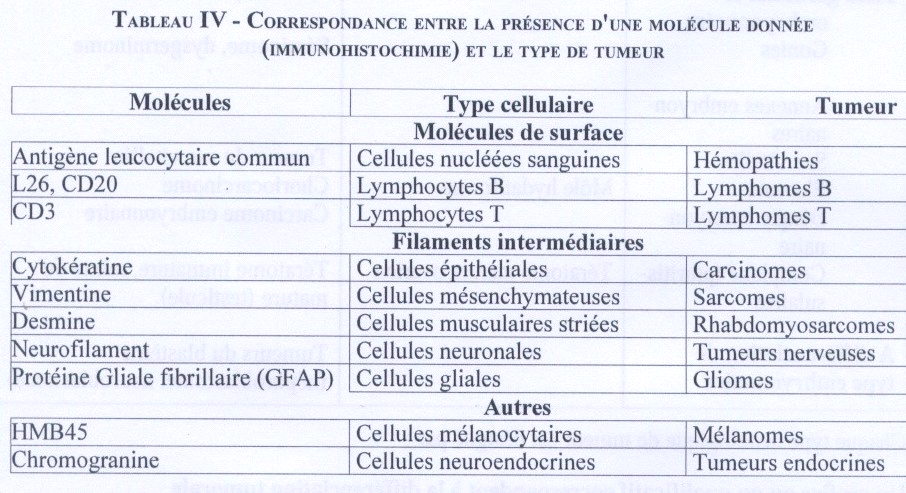 TABLEAU IV - CORRESPONDANCE ENTRE LA PRÉSENCE D'UNE MOLÉCULE DONNÉE
(IMMUNOHISTOCHIMIE) ET LE TYPE DE TUMEUR
Molécules Type cellulaire Tumeur
Molécules de surface
Antigène leucocytaire commun Cellules nucléées sanguines Hémopathies
L26, CD20 Lymphocytes B Lymphomes B
CD3 Lymphocytes T Lymphomes T
Filaments intermédiaires
Cytokératine Cellules épithéliales Carcinomes
Vimentine Cellules mésenchymateuses Sarcomes
Desmine Cellules musculaires striées Rhabdomyosarcomes
Neurofilament Cellules neuronales Tumeurs nerveuses
Protéine Gliale fibrillaire (GFAP) Cellules gliales Gliomes
Autres
HMB45 Cellules mélanocytaires Mélanomes
Chromogranine Cellules neuroendocrines Tumeurs endocrines